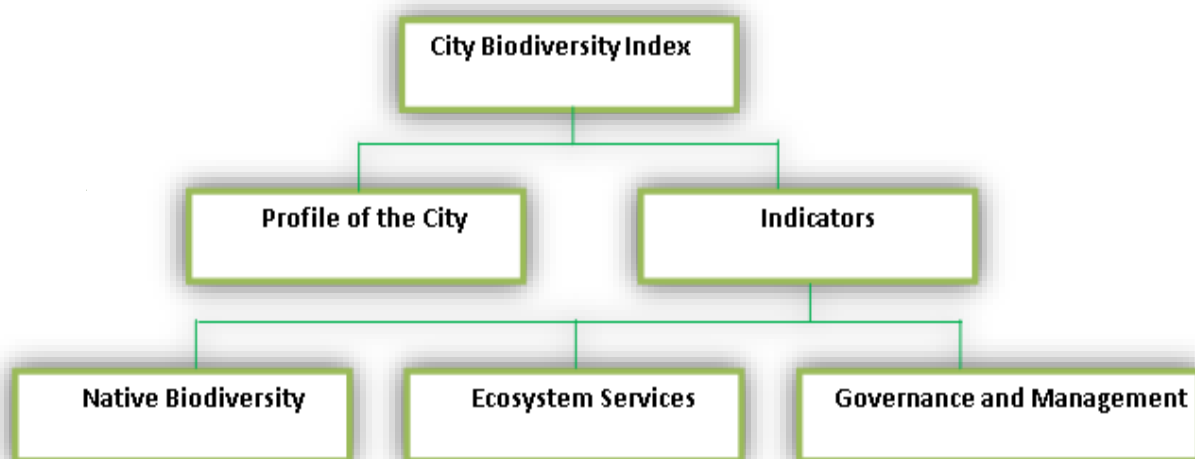 City Biodiversity Index
Profile of the City
Indicators
Native Biodiversity
Ecosystem Services
Governance and Management